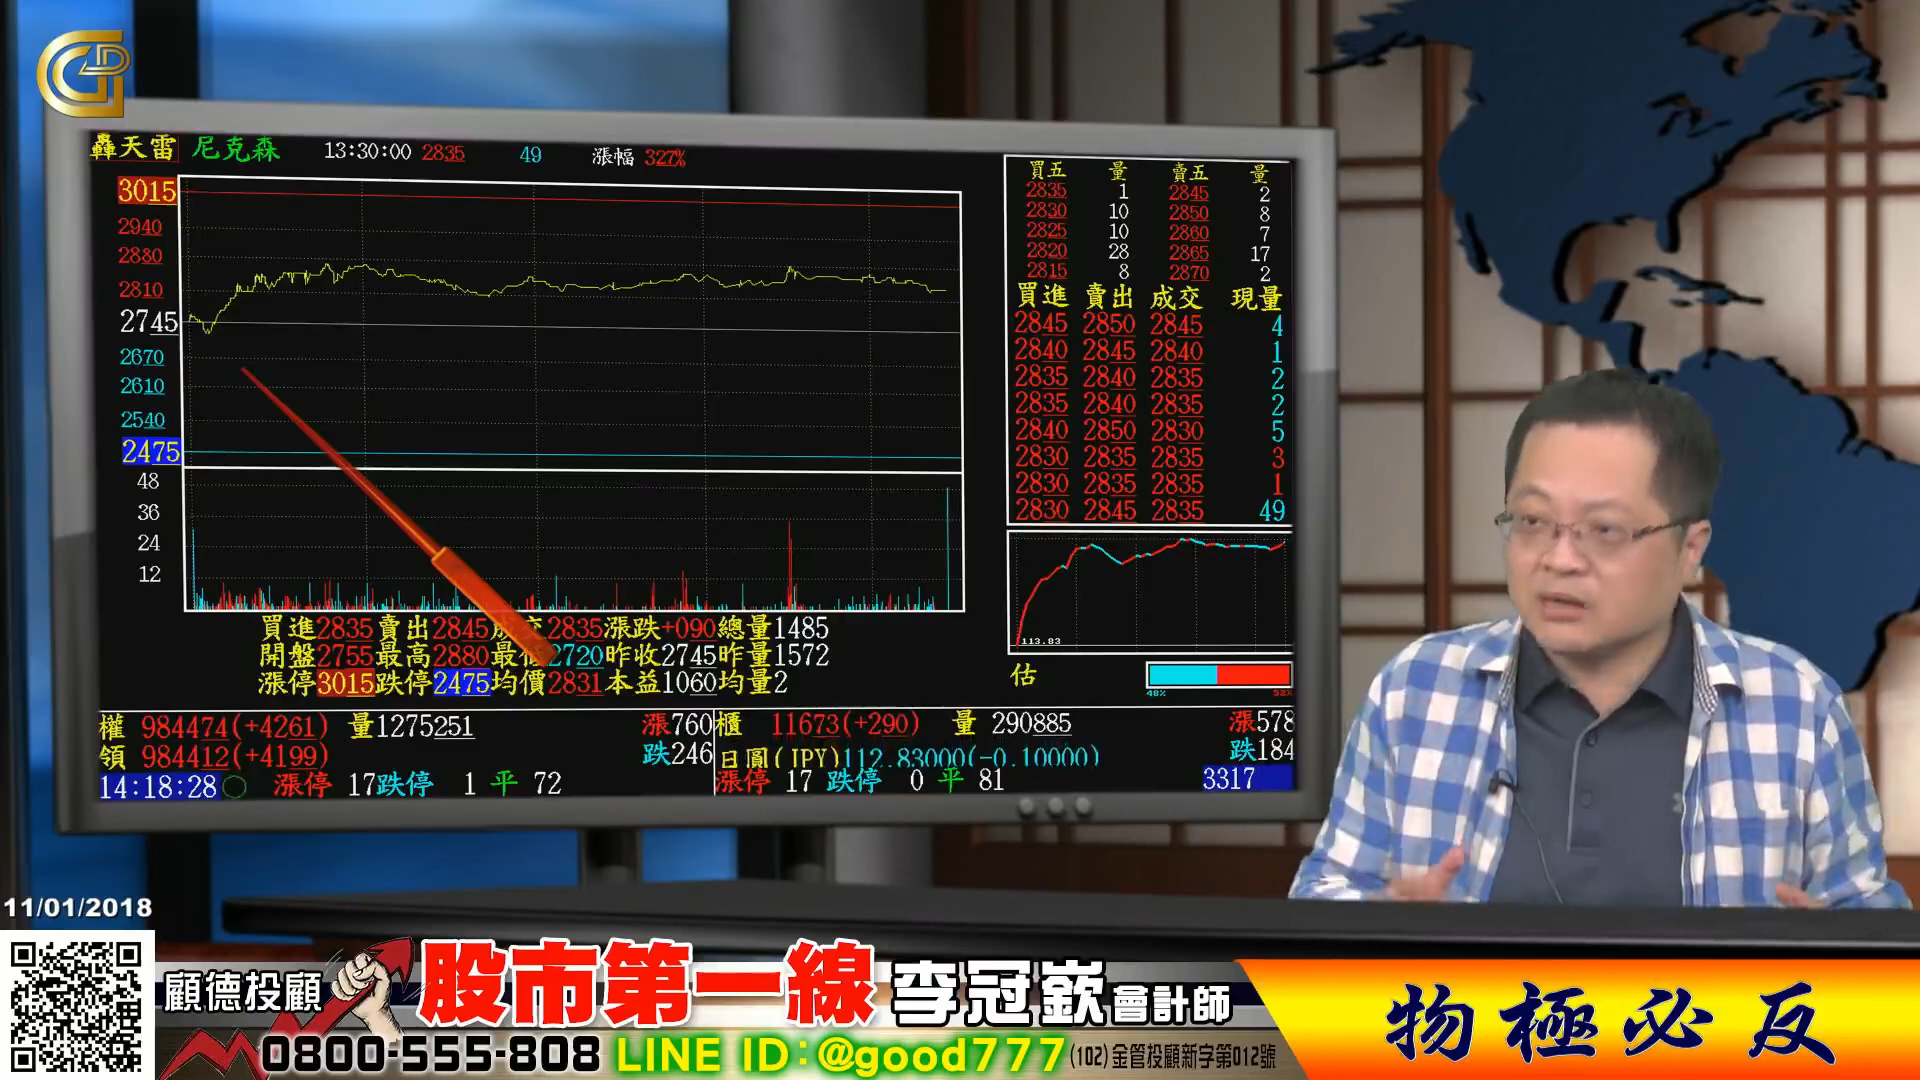 轟天雷 尼克森 13:30:00 2835 49 漲幅 327%
3015
2940
2880
2810
2745
2670
2610
2540
2475
48
36
24
12
買五 量 賣五 量
2835 1 2845 2
2830 10 2850 8
2825 10 2860 7
2820 28 2865 17
2815 8 2870 2
買進 賣出 成交 現量
2845 2850 2845 4
2840 2845 2840 1
2835 2840 2835 2
2835 2840 2835 2
2840 2850 2830 5
2830 2835 2835 3
2830 2835 2835 1
2830 2845 2835 49
113.83
估
48% 52%
買進2835賣出2845成交2835漲跌+090總量1485
開盤2755最高2880最低2720昨收2745昨量1572
漲停3015跌停2475均價2831本益1060均量2
權 984474(+4261) 量1275251 漲760
領 984412(+4199) 跌246
櫃 11673(+290) 量 290885 漲578
日圓(JPY)112.83000(-0.10000) 跌184
14:18:28 漲停 17跌停 1 平 72
漲停 17 跌停 0 平 81 3317
11/01/2018
顧德投顧
股市第一線 李冠嶔會計師
0800-555-808 LINE ID:@good777 (102)金管投顧新字第012號
物極必反